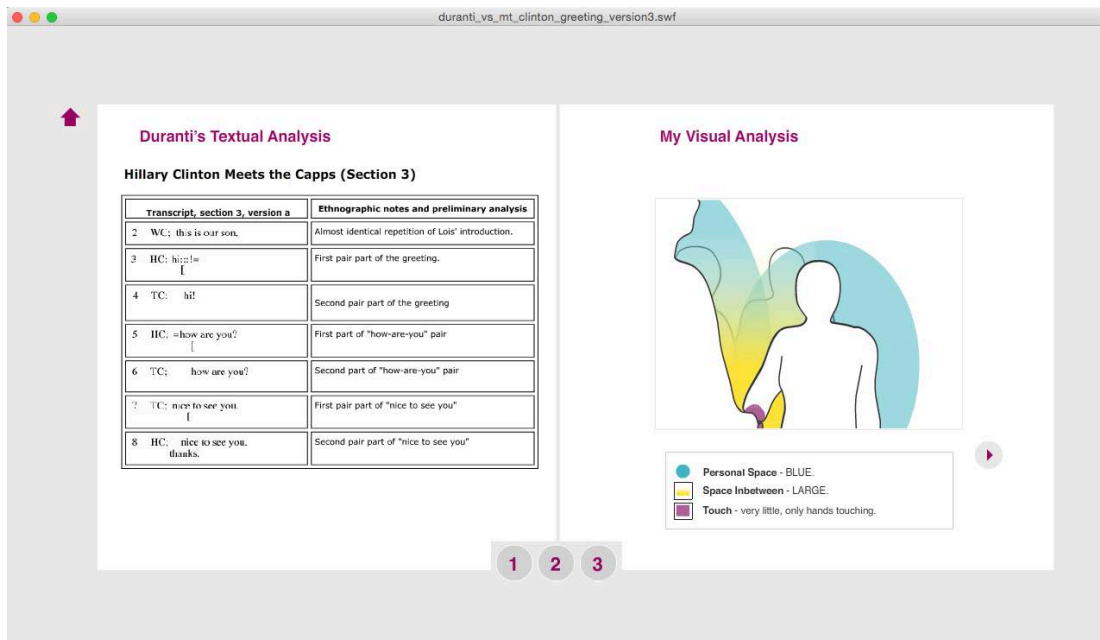 duranti_vs_mt_clinton_greeting_version3.swf
Duranti's Textual Analysis
Hillary Clinton Meets the Capps (Section 3)
Transcript, section 3, version a
Ethnographic notes and preliminary analysis
2 WC; this is our son.
Almost identical repetition of Lois' introduction.
3 HC: hi:::!=
[
First pair part of the greeting.
4 TC: hi!
Second pair part of the greeting
5 HC; =how are you?
[
First part of "how-are-you" pair
6 TC; how are you?
Second part of "how-are-you" pair
7 TC; nice to see you.
[
First pair part of "nice to see you"
8 HC; nice to see you.
thanks.
Second pair part of "nice to see you"
My Visual Analysis
Personal Space - BLUE.
Space Inbetween - LARGE.
Touch - very little, only hands touching.
1 2 3